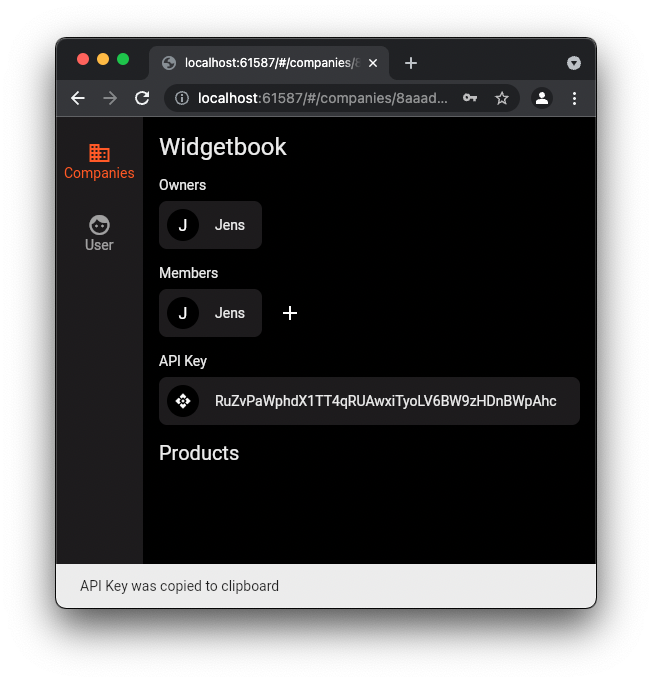 localhost:61587/#/companies/8
localhost:61587/#/companies/8aaad...
Companies
User
Widgetbook
Owners
J Jens
Members
J Jens
API Key
RuZvPaWphdX1TT4qRUAwxiTyoLV6BW9zHDnBWpAhc
Products
API Key was copied to clipboard